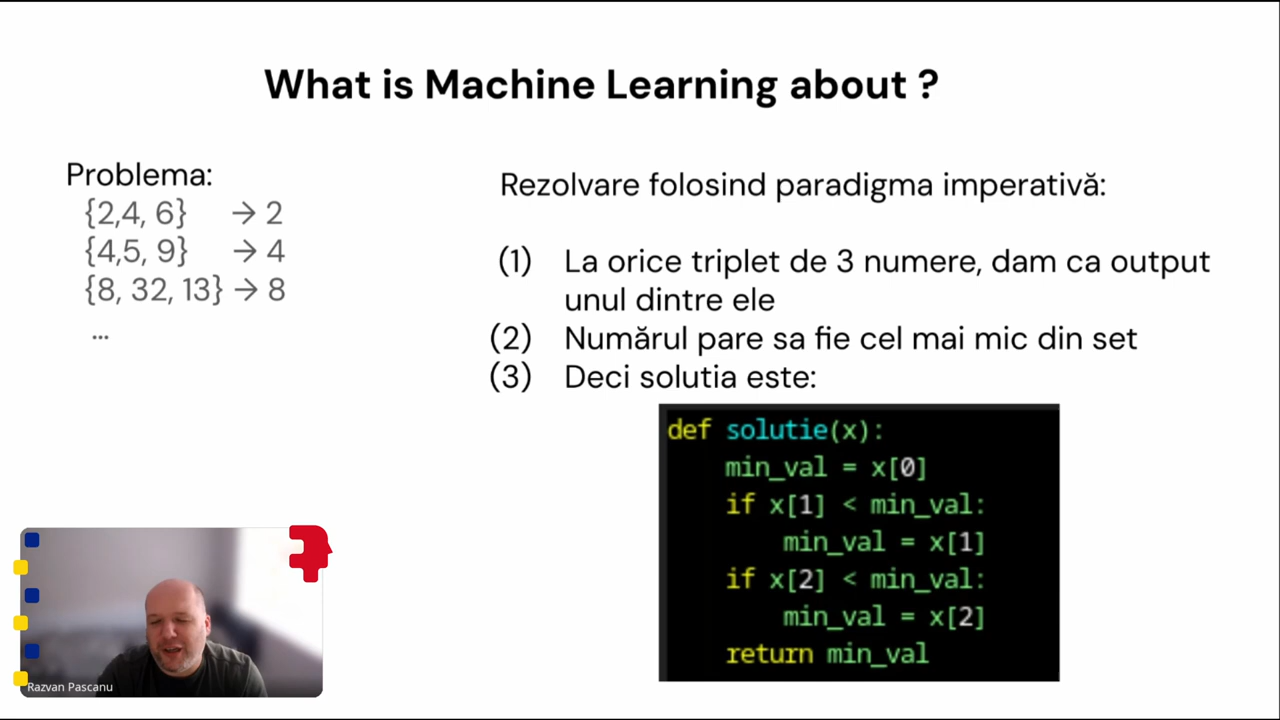 What is Machine Learning about ?
Problema:
{2,4, 6} → 2
{4,5, 9} → 4
{8, 32, 13} → 8
...
Rezolvare folosind paradigma imperativă:
(1) La orice triplet de 3 numere, dam ca output
unul dintre ele
(2) Numărul pare sa fie cel mai mic din set
(3) Deci solutia este:
def solutie(x):
    min_val = x[0]
    if x[1] < min_val:
        min_val = x[1]
    if x[2] < min_val:
        min_val = x[2]
    return min_val
Razvan Pascanu